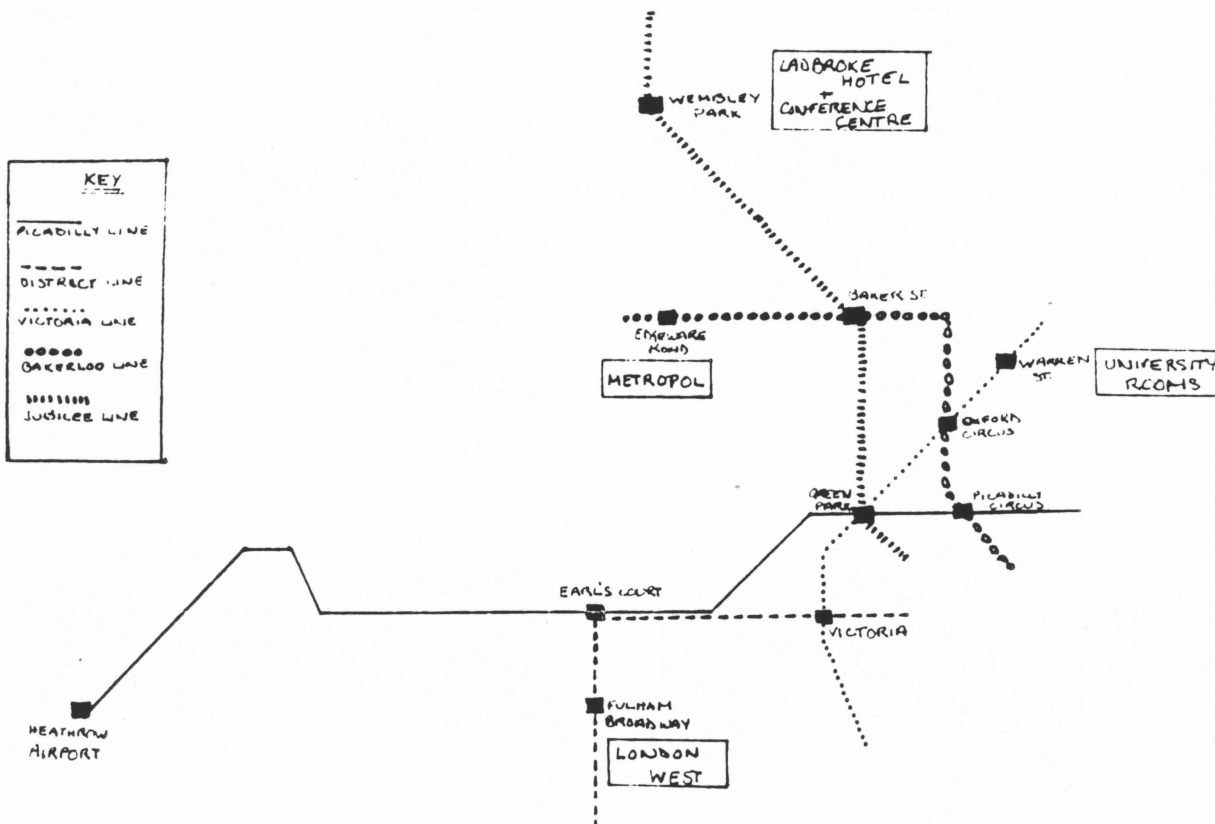 KEY
PICADILLY LINE
DISTRICT LINE
VICTORIA LINE
BAKERLOO LINE
JUBILEE LINE
WEMBLEY
PARK
LADBROKE
HOTEL
+
CONFERENCE
CENTRE
BAKER ST.
EDGEWARE
ROAD
METROPOL
WARREN
ST.
UNIVERSITY
ROOMS
OXFORD
CIRCUS
GREEN
PARK
PICADILLY
CIRCUS
EARL'S COURT
VICTORIA
FULHAM
BROADWAY
LONDON
WEST
HEATHROW
AIRPORT